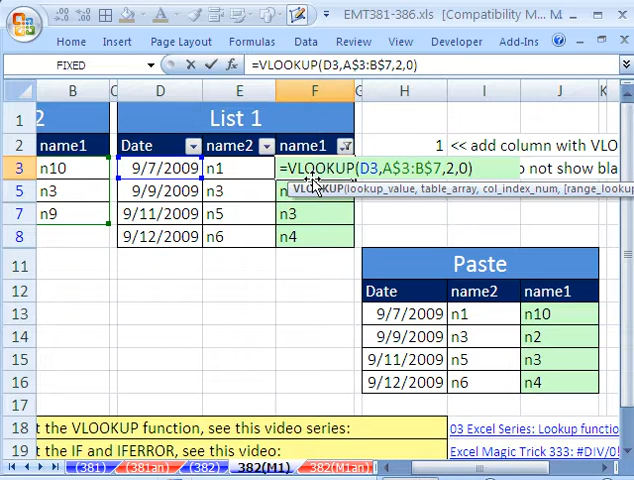 EMT381-386.xls [Compatibility M...
Home Insert Page Layout Formulas Data Review View Developer Add-Ins
FIXED =VLOOKUP(D3,A$3:B$7,2,0)
B C D E F G H I J K
1 2 List 1
2 name1 Date name2 name1 1 << add column with VLO
3 n10 9/7/2009 n1 =VLOOKUP(D3,A$3:B$7,2,0) o not show bla
VLOOKUP(lookup_value, table_array, col_index_num, [range_looku
5 n3 9/9/2009 n3
7 n9 9/11/2009 n5 n3
8 9/12/2009 n6 n4
11 Paste
12 Date name2 name1
13 9/7/2009 n1 n10
14 9/9/2009 n3 n2
15 9/11/2009 n5 n3
16 9/12/2009 n6 n4
17
18 t the VLOOKUP function, see this video series: 03 Excel Series: Lookup functio
19 t the IF and IFERROR, see this video: Excel Magic Trick 333: #DIV/0!
(381) (381an) (382) 382(M1) 382(M1an)